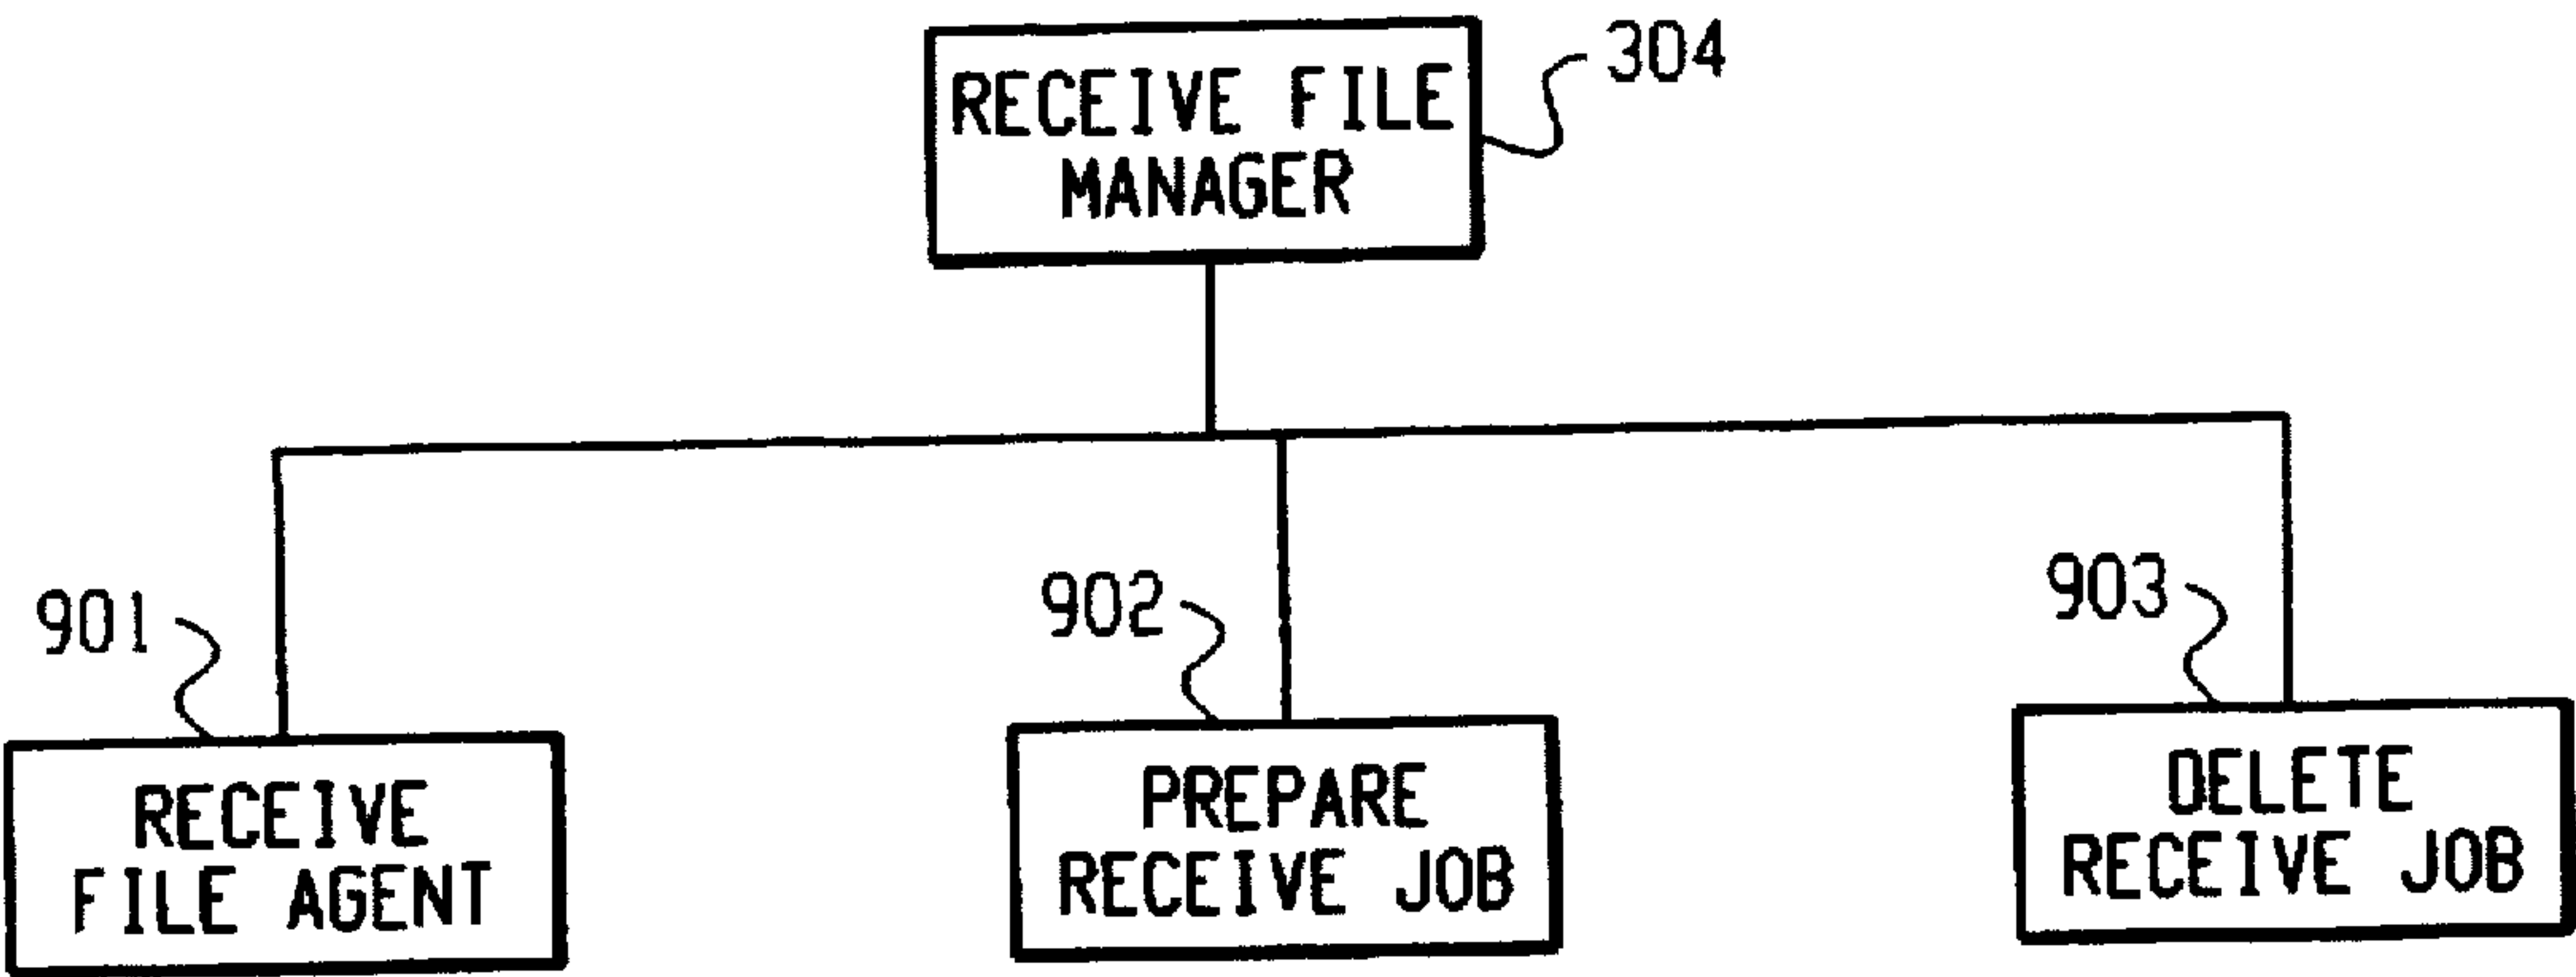 RECEIVE FILE
MANAGER
304
901
902
903
RECEIVE
FILE AGENT
PREPARE
RECEIVE JOB
DELETE
RECEIVE JOB